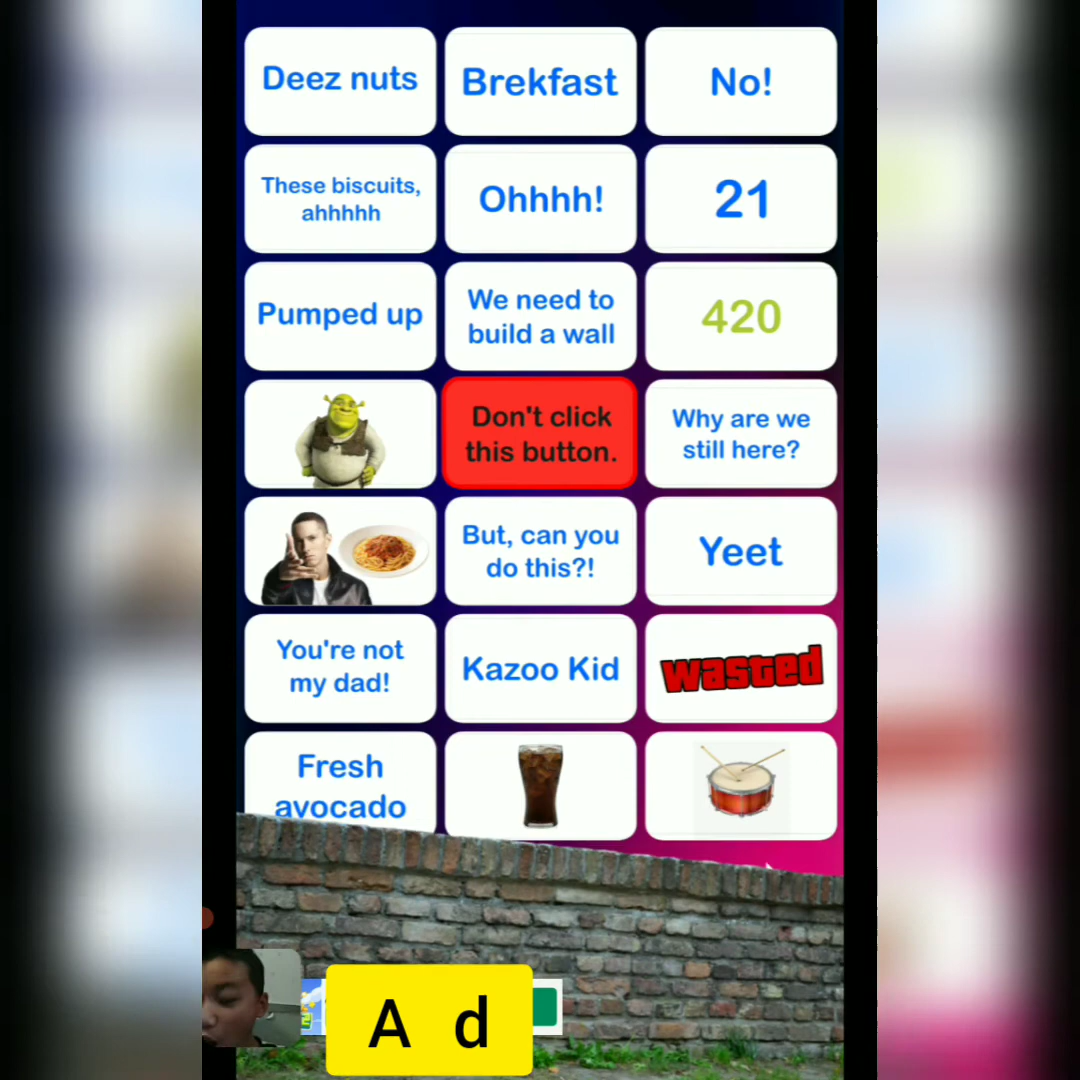 Deez nuts
Brekfast
No!
These biscuits,
ahhhhh
Ohhhh!
21
Pumped up
We need to
build a wall
420
Don't click
this button.
Why are we
still here?
But, can you
do this?!
Yeet
You're not
my dad!
Kazoo Kid
wasted
Fresh
avocado
A d